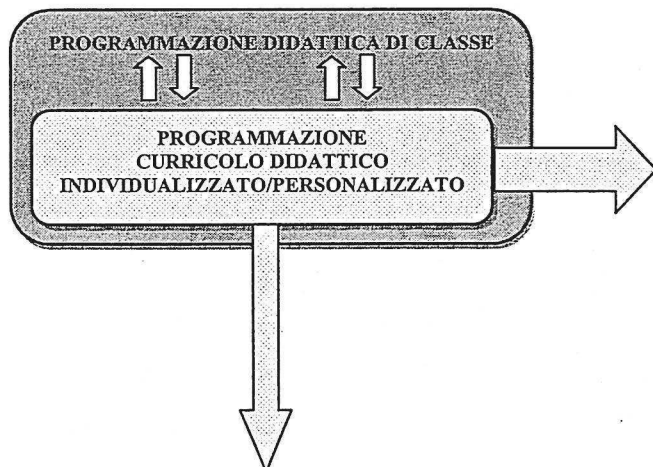 PROGRAMMAZIONE DIDATTICA DI CLASSE
PROGRAMMAZIONE
CURRICOLO DIDATTICO
INDIVIDUALIZZATO/PERSONALIZZATO